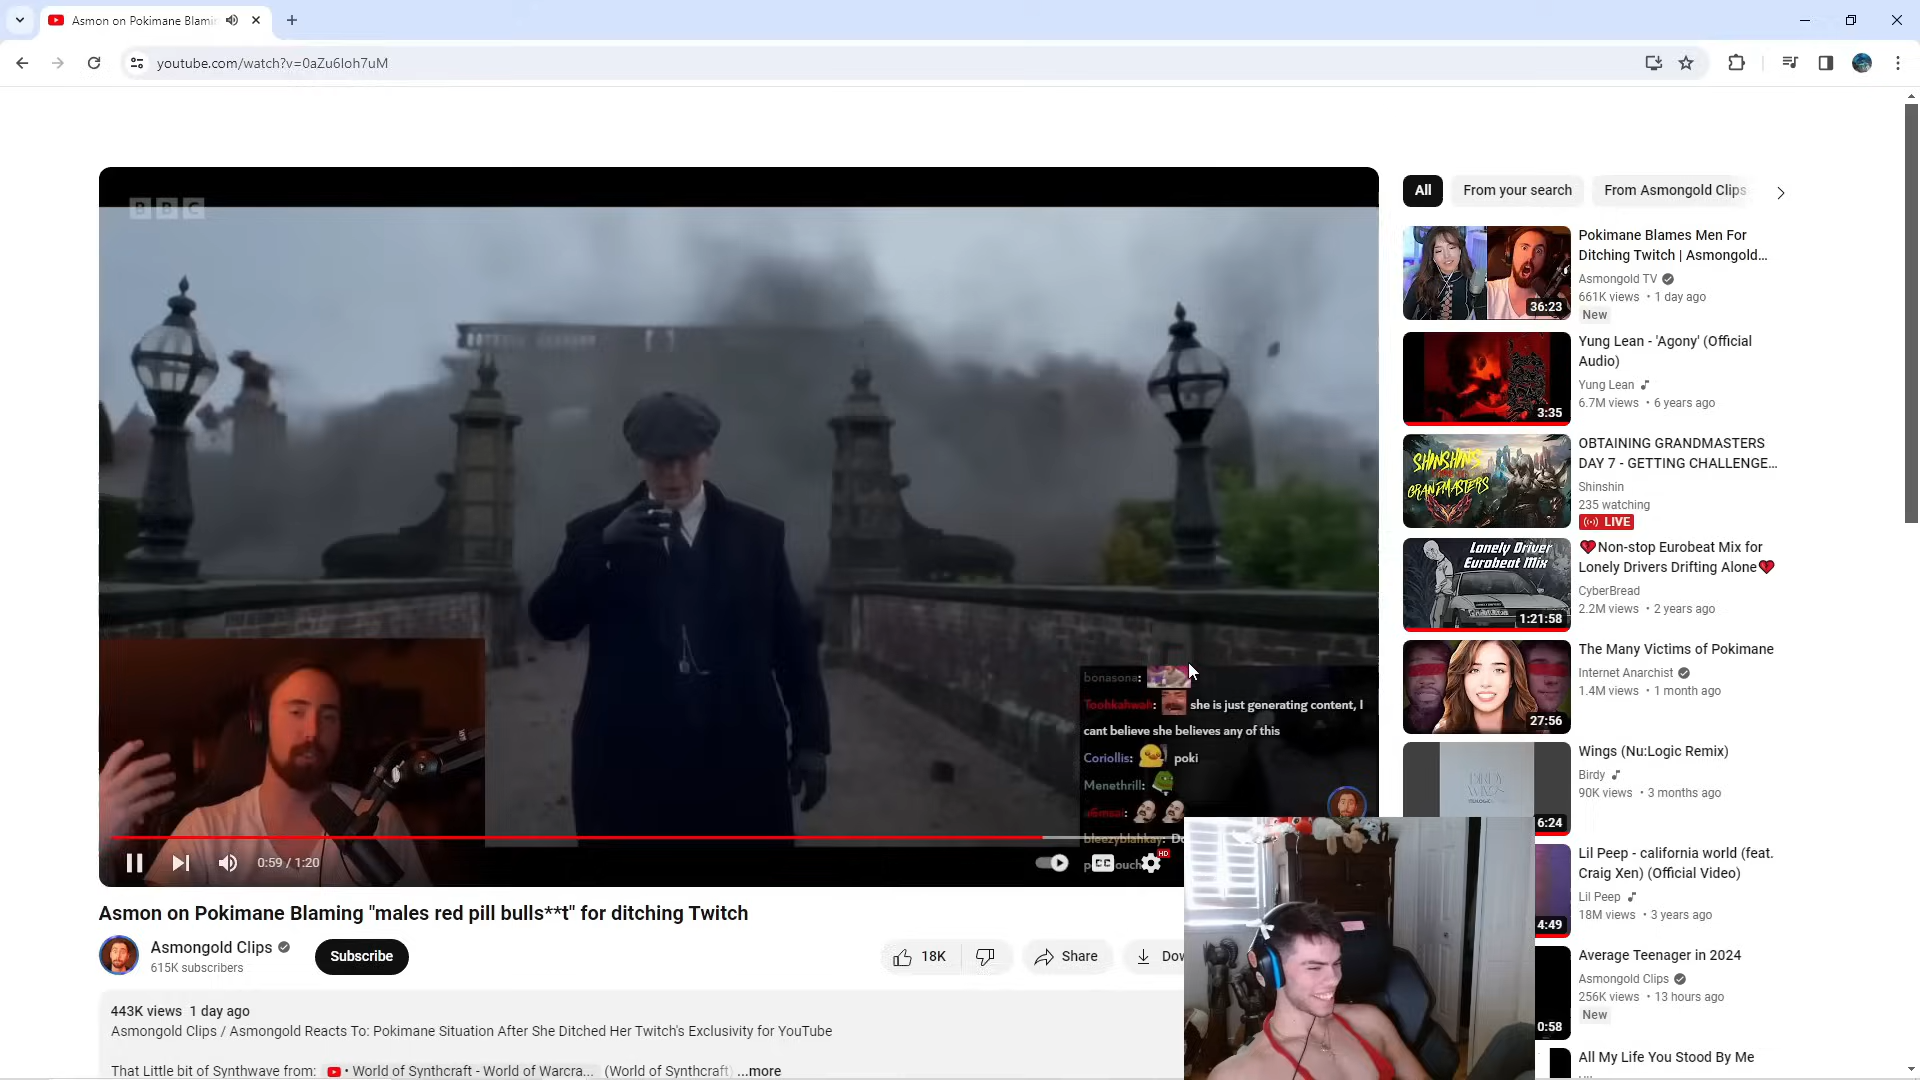 Asmon on Pokimane Blamin
youtube.com/watch?v=0aZu6Ioh7uM
BBC
bonasona:
Toohkahwah: she is just generating content, I
cant believe she believes any of this
Coriollis: poki
Menethrill:
bleezyblahkay:
0:59 / 1:20
CC
HD
Asmon on Pokimane Blaming "males red pill bulls**t" for ditching Twitch
Asmongold Clips
615K subscribers
Subscribe
18K
Share
443K views 1 day ago
Asmongold Clips / Asmongold Reacts To: Pokimane Situation After She Ditched Her Twitch's Exclusivity for YouTube
That Little bit of Synthwave from: • World of Synthcraft - World of Warcra... (World of Synthcraft) ...more
All
From your search
From Asmongold Clips
36:23
Pokimane Blames Men For
Ditching Twitch | Asmongold...
Asmongold TV
661K views • 1 day ago
New
3:35
Yung Lean - 'Agony' (Official
Audio)
Yung Lean
6.7M views • 6 years ago
SHINSHINS
GRANDMASTERS
OBTAINING GRANDMASTERS
DAY 7 - GETTING CHALLENGE...
Shinshin
235 watching
LIVE
Lonely Driver
Eurobeat Mix
1:21:58
Non-stop Eurobeat Mix for
Lonely Drivers Drifting Alone
CyberBread
2.2M views • 2 years ago
27:56
The Many Victims of Pokimane
Internet Anarchist
1.4M views • 1 month ago
BIRDY
WINGS
6:24
Wings (Nu:Logic Remix)
Birdy
90K views • 3 months ago
4:49
Lil Peep - california world (feat.
Craig Xen) (Official Video)
Lil Peep
18M views • 3 years ago
0:58
Average Teenager in 2024
Asmongold Clips
256K views • 13 hours ago
New
All My Life You Stood By Me